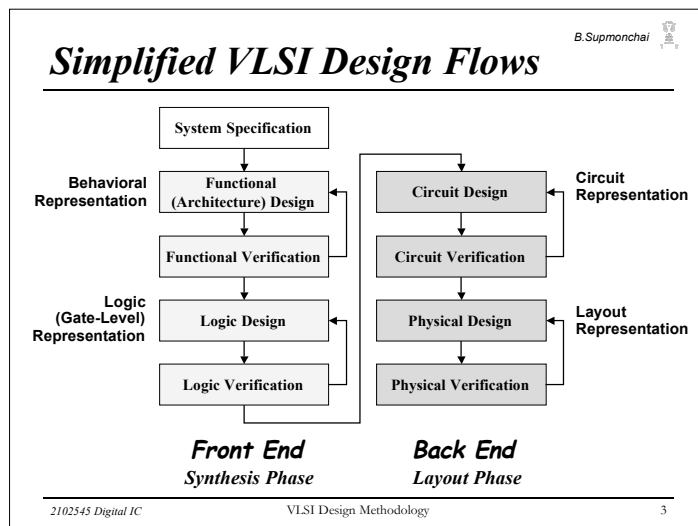 B.Supmonchai
Simplified VLSI Design Flows
System Specification
Behavioral
Representation
Functional
(Architecture) Design
Functional Verification
Logic
(Gate-Level)
Representation
Logic Design
Logic Verification
Circuit Design
Circuit
Representation
Circuit Verification
Physical Design
Layout
Representation
Physical Verification
Front End
Synthesis Phase
Back End
Layout Phase
2102545 Digital IC
VLSI Design Methodology
3